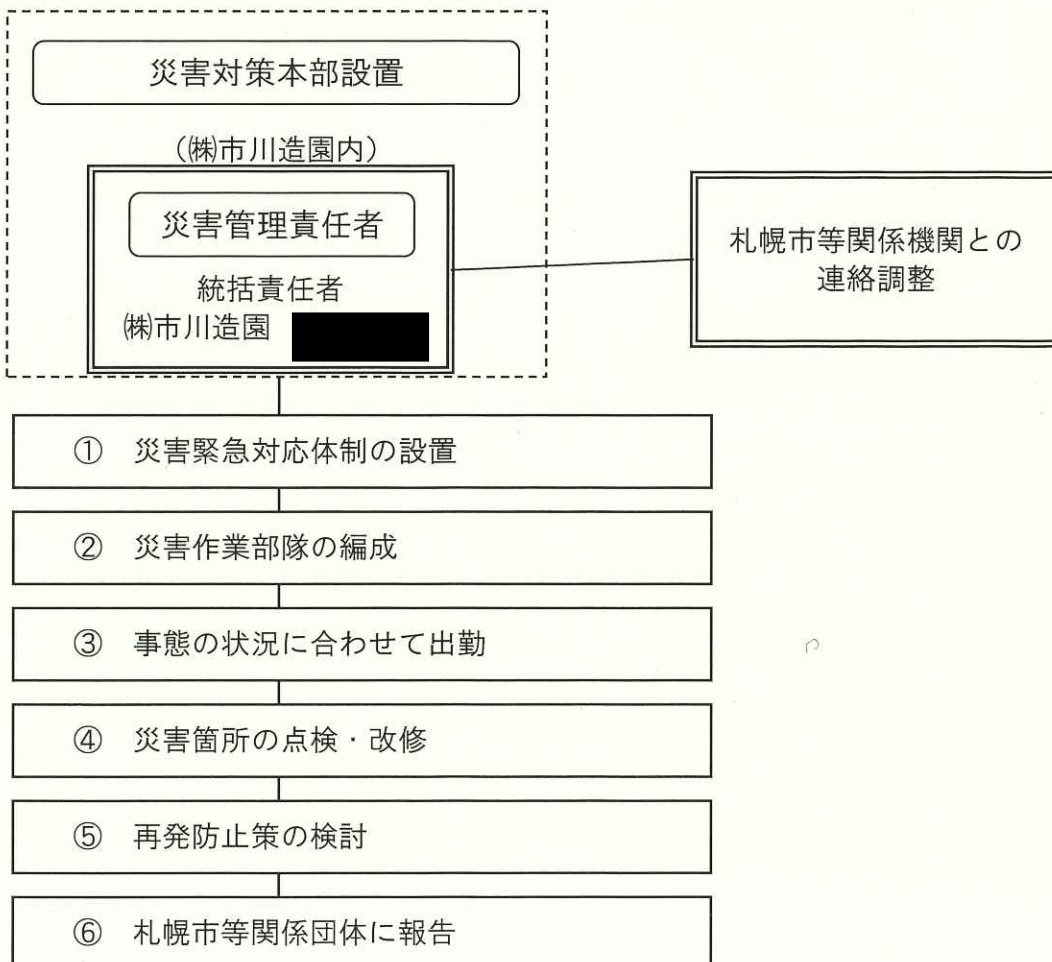 災害対策本部設置
（㈱市川造園内）
災害管理責任者
統括責任者
㈱市川造園
札幌市等関係機関との
連絡調整
① 災害緊急対応体制の設置
② 災害作業部隊の編成
③ 事態の状況に合わせて出勤
④ 災害箇所の点検・改修
⑤ 再発防止策の検討
⑥ 札幌市等関係団体に報告